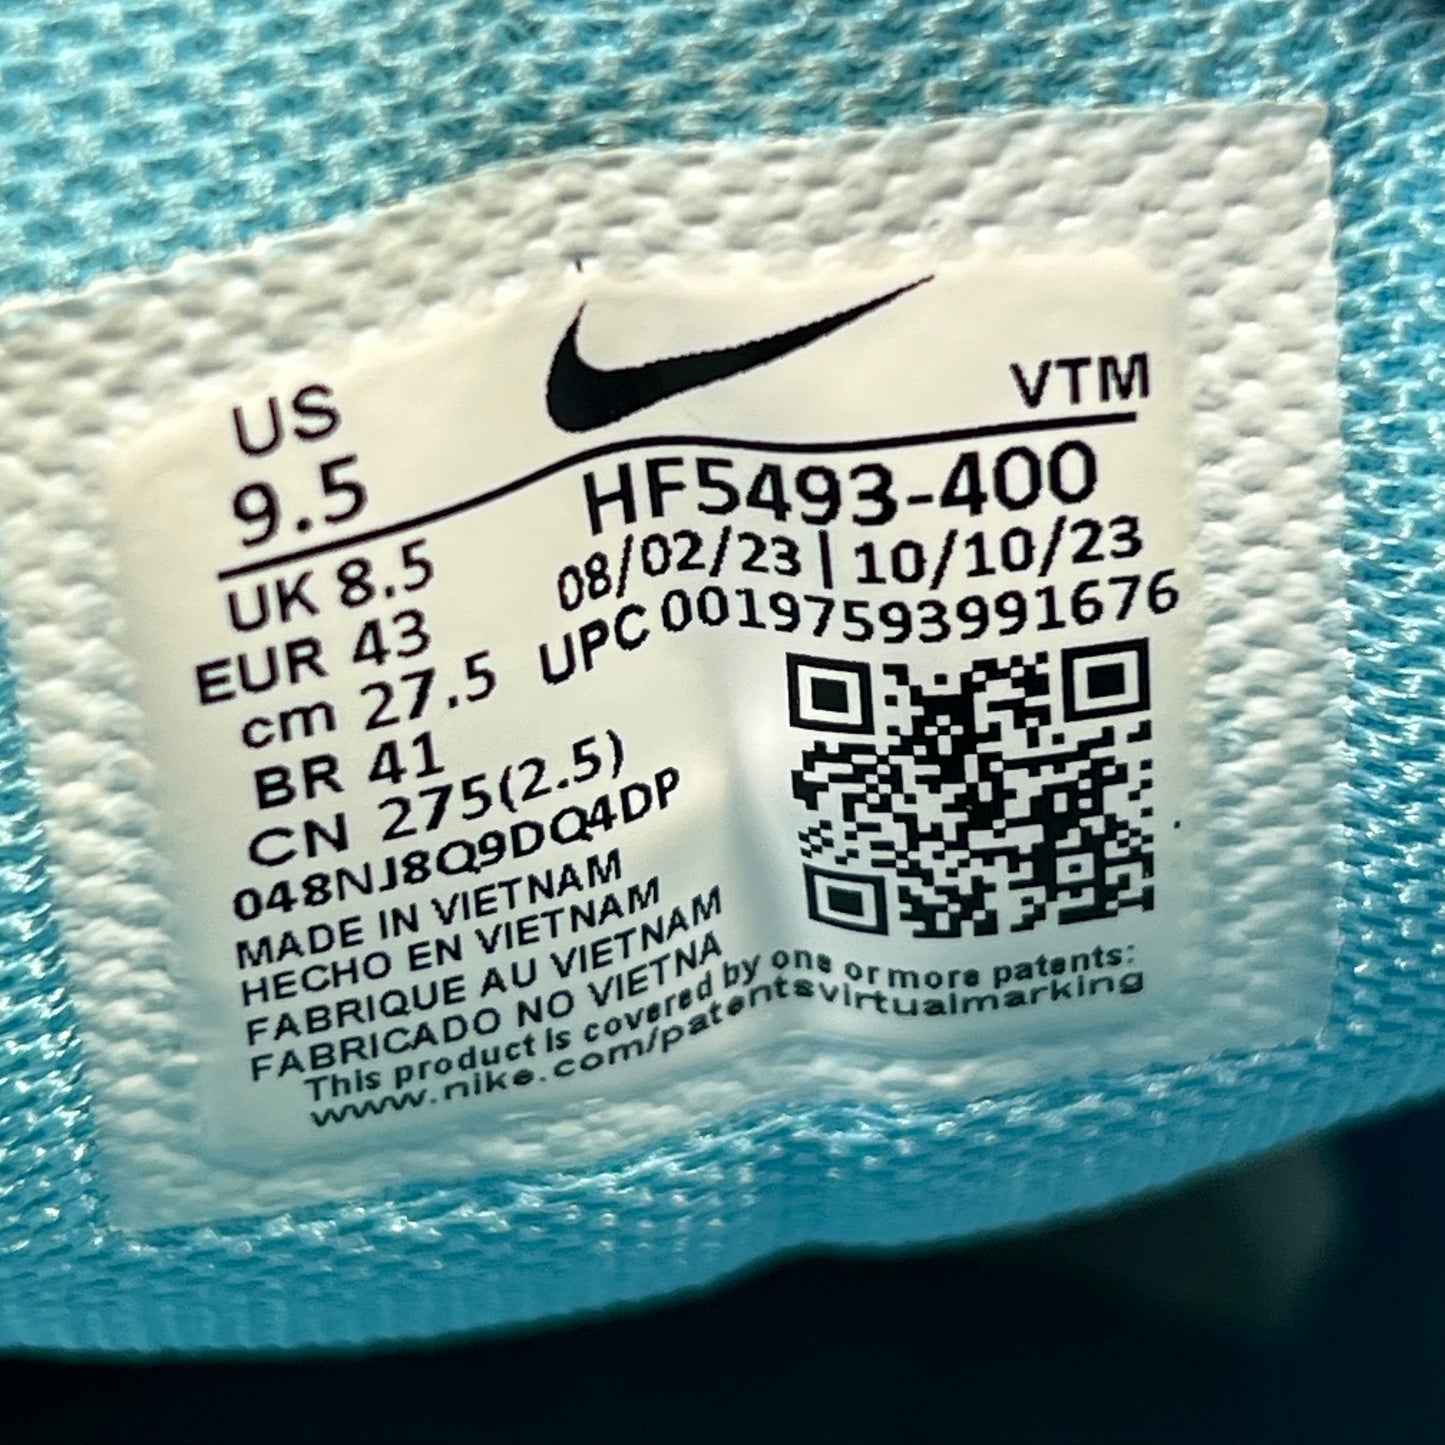 US
9.5
VTM
HF5493-400
08/02/23 | 10/10/23
UPC 00197593991676
UK 8.5
EUR 43
cm 27.5
BR 41
CN 275(2.5)
048NJ8Q9DQ4DP
MADE IN VIETNAM
HECHO EN VIETNAM
FABRIQUE AU VIETNAM
FABRICADO NO VIETNA
This product is covered by one or more patents:
www.nike.com/patentsvirtualmarking